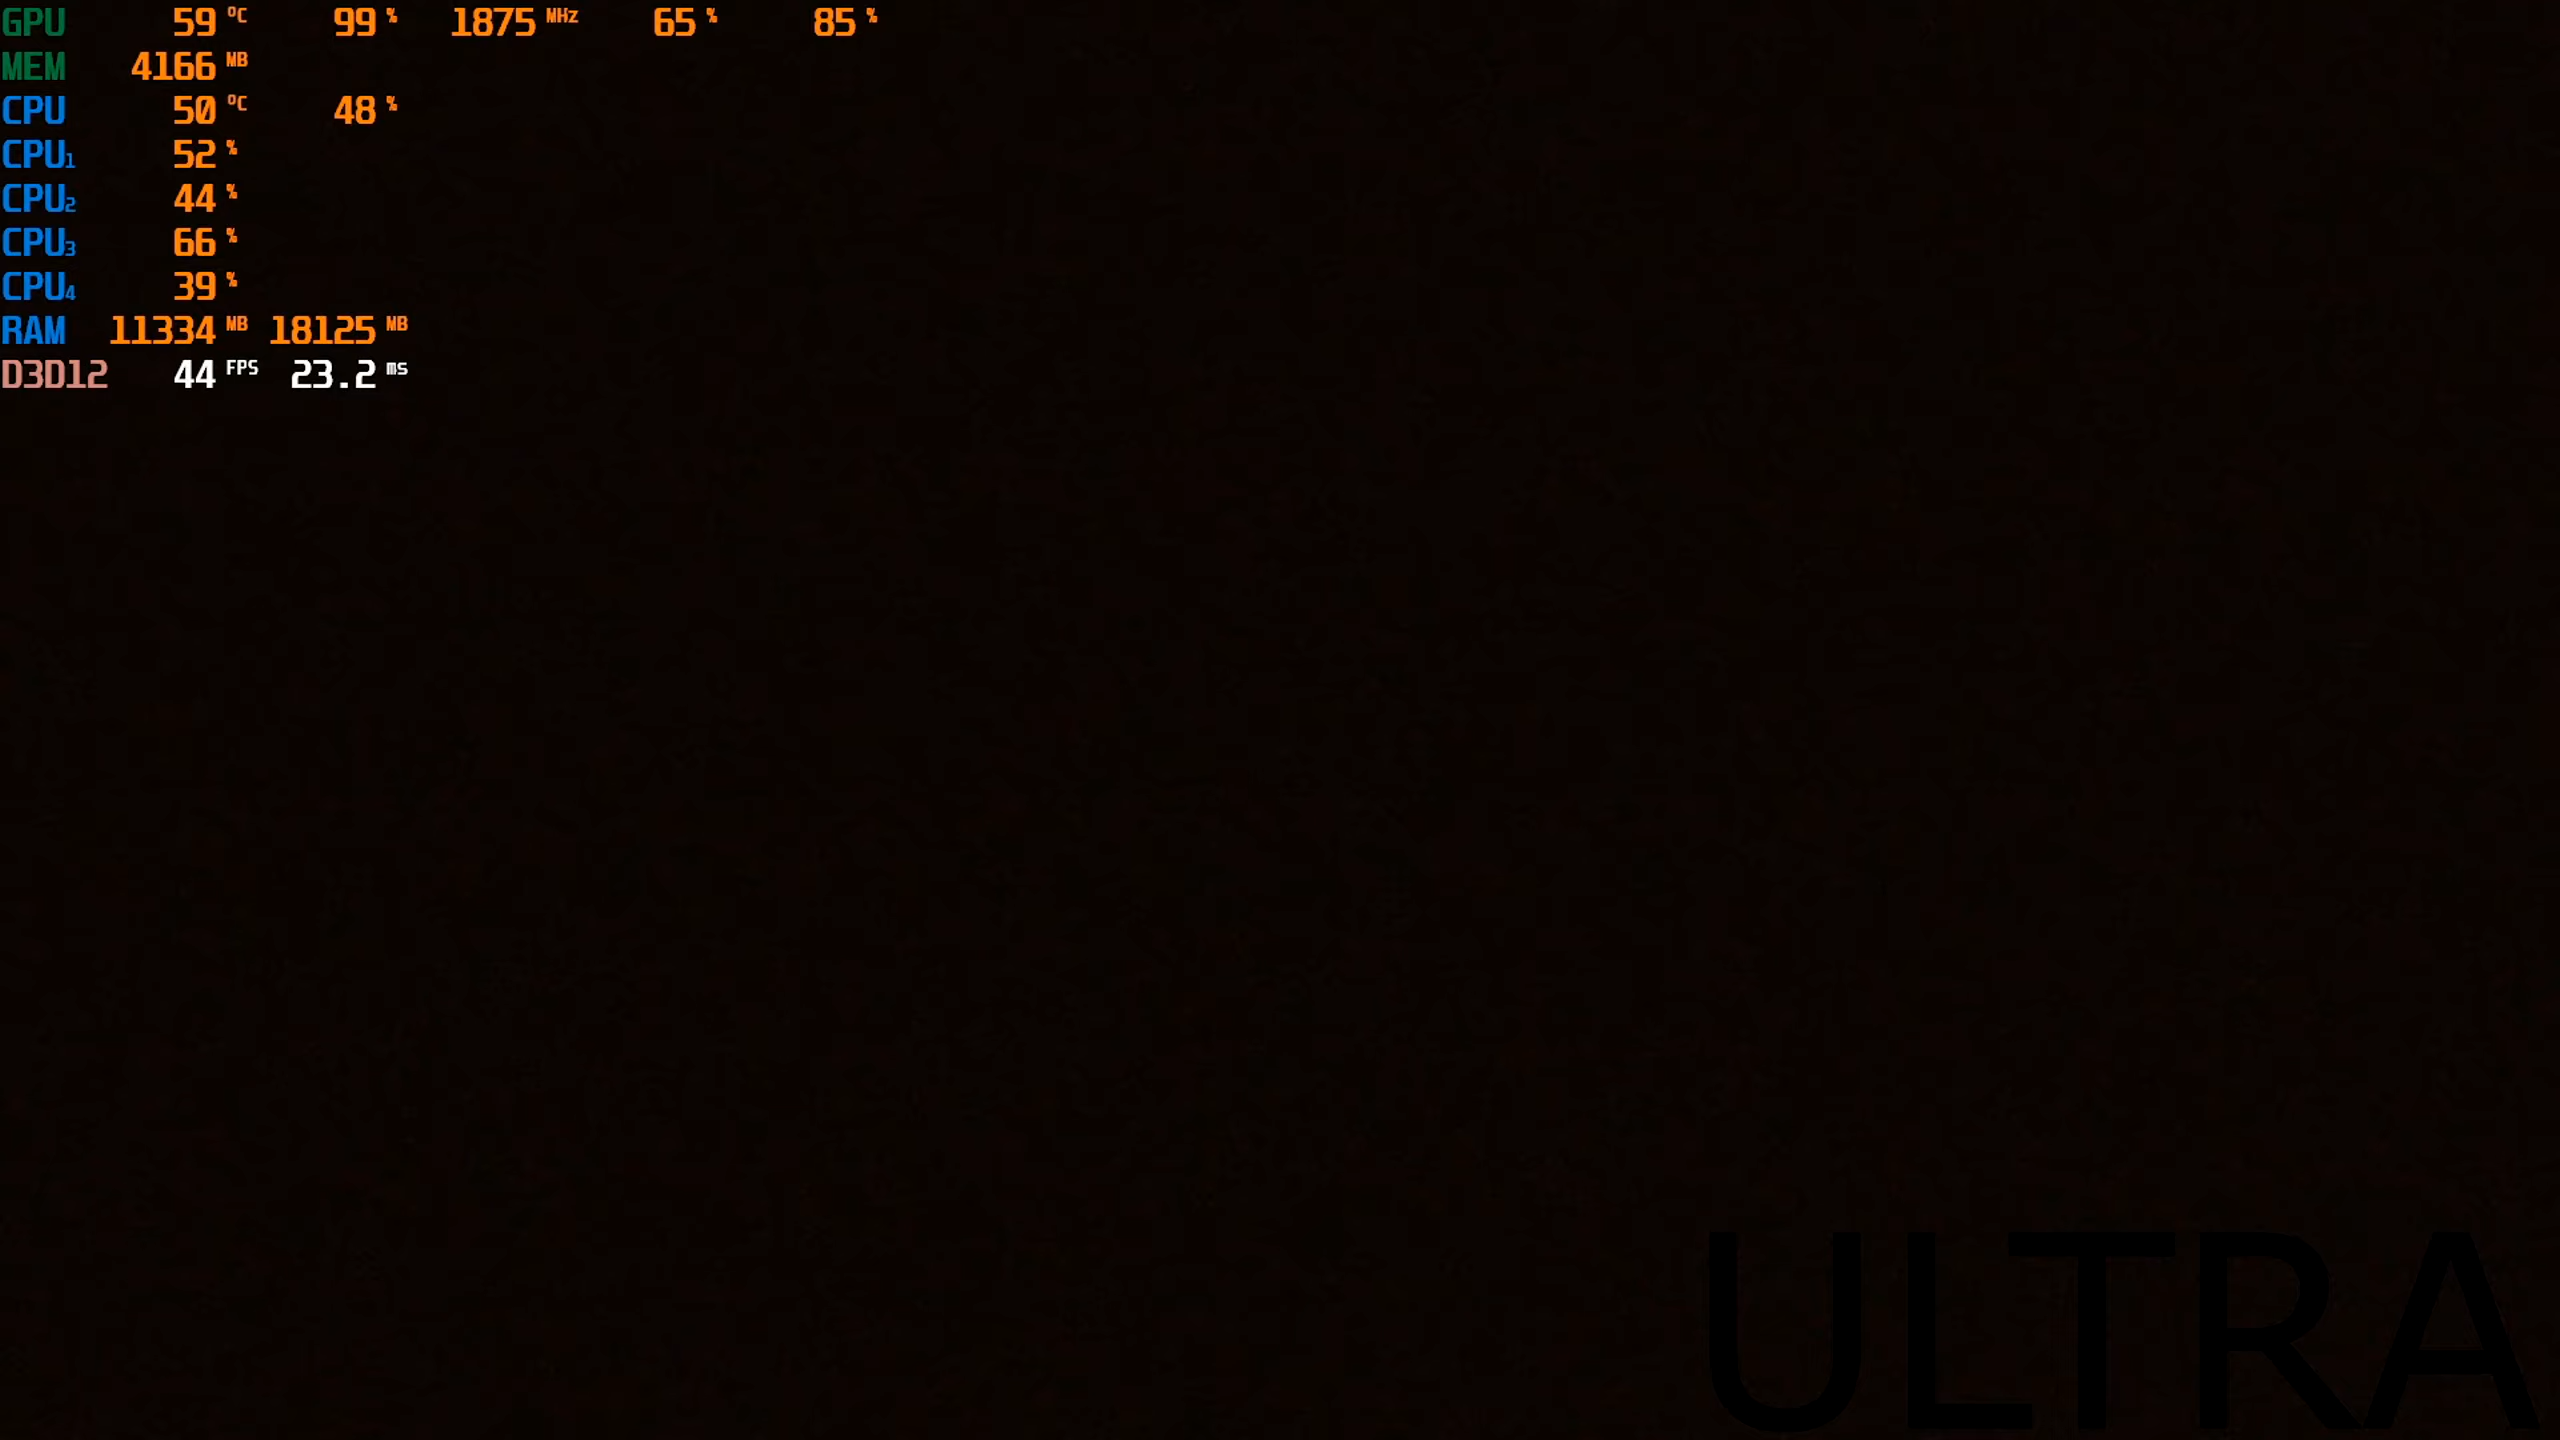 GPU 59 °C 99 % 1875 MHz 65 % 85 %
MEM 4166 MB
CPU 50 °C 48 %
CPU1 52 %
CPU2 44 %
CPU3 66 %
CPU4 39 %
RAM 11334 MB 18125 MB
D3D12 44 FPS 23.2 ms
ULTRA